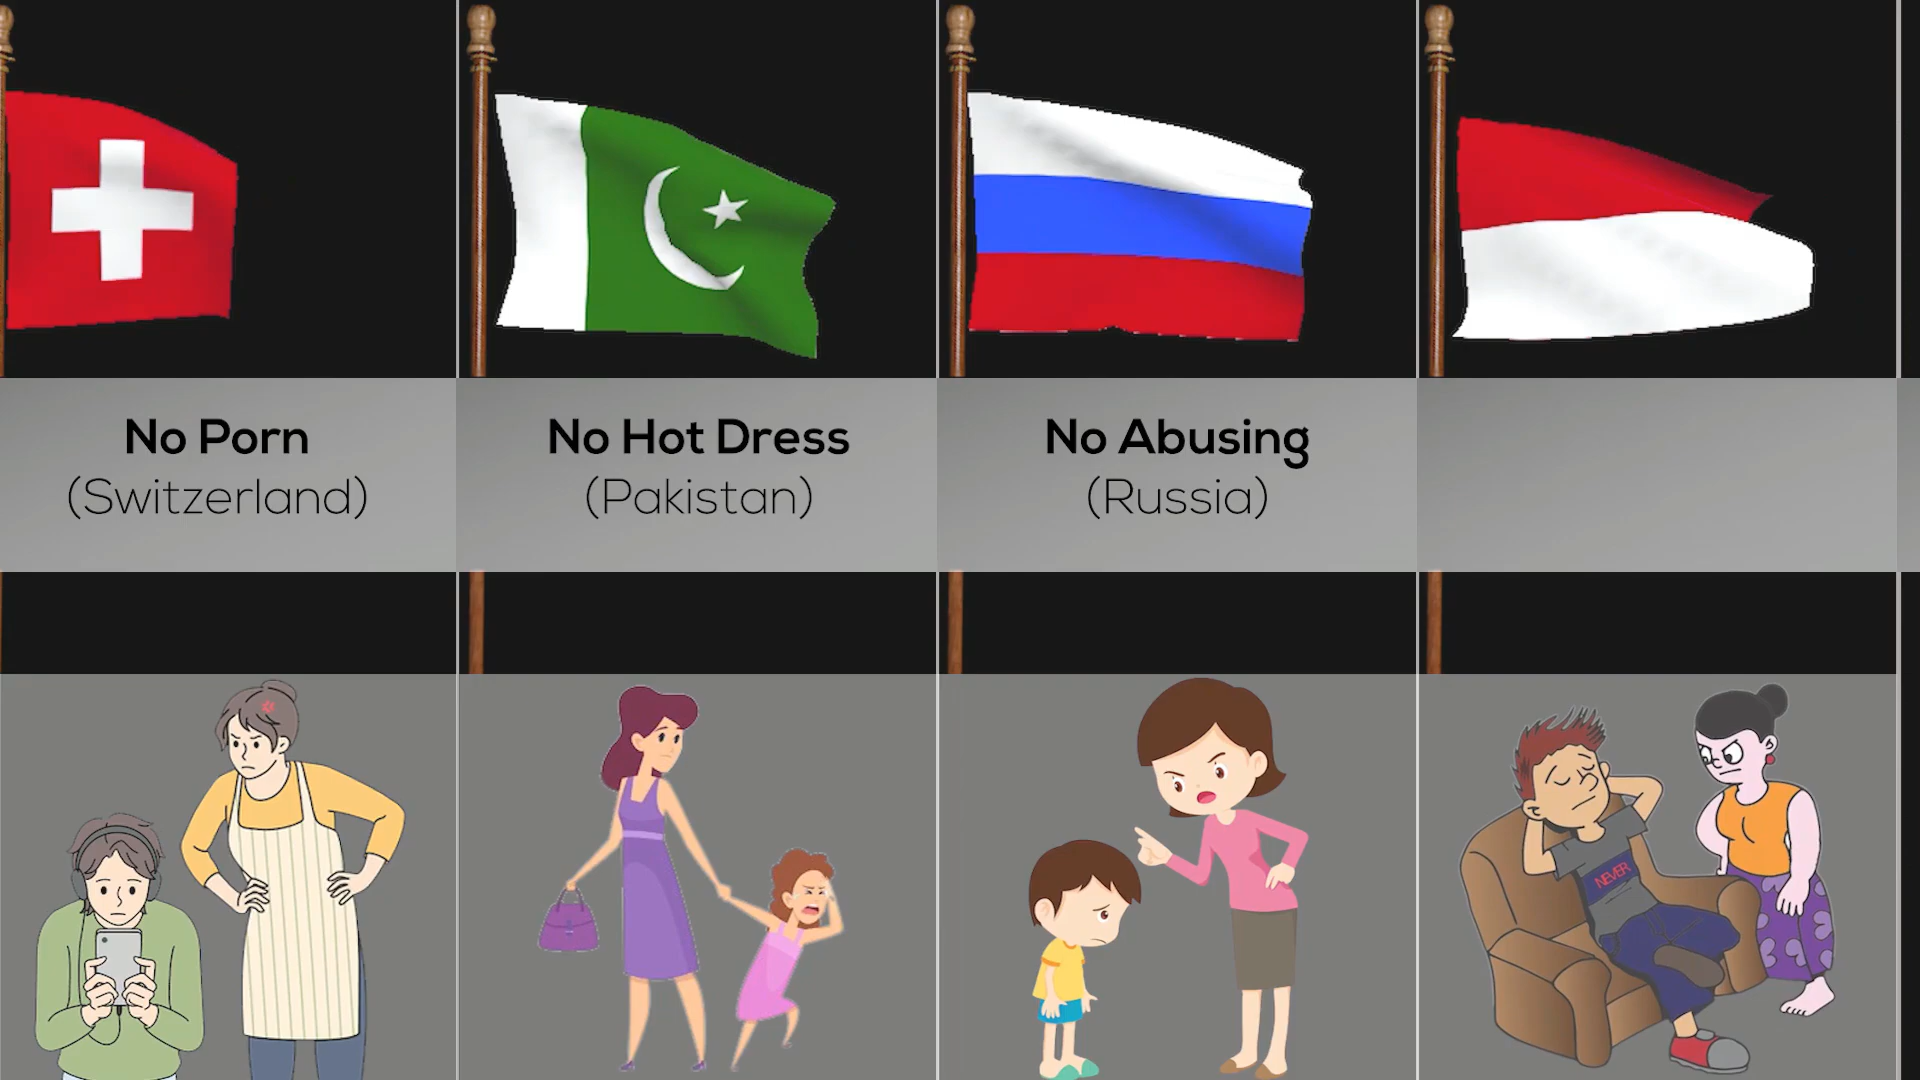 No Porn
(Switzerland)
No Hot Dress
(Pakistan)
No Abusing
(Russia)
NEVER